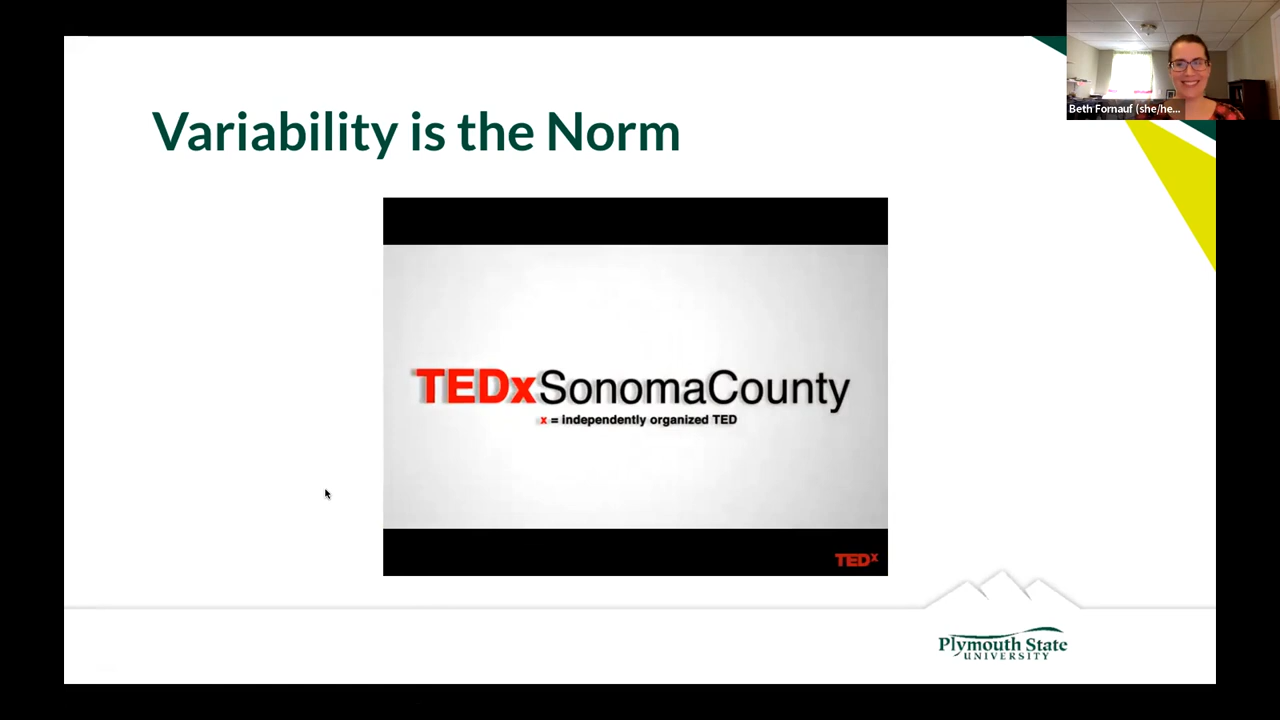 Beth Fornauf (she/he...
Variability is the Norm
TEDxSonomaCounty
x = independently organized TED
TEDx
Plymouth State
UNIVERSITY